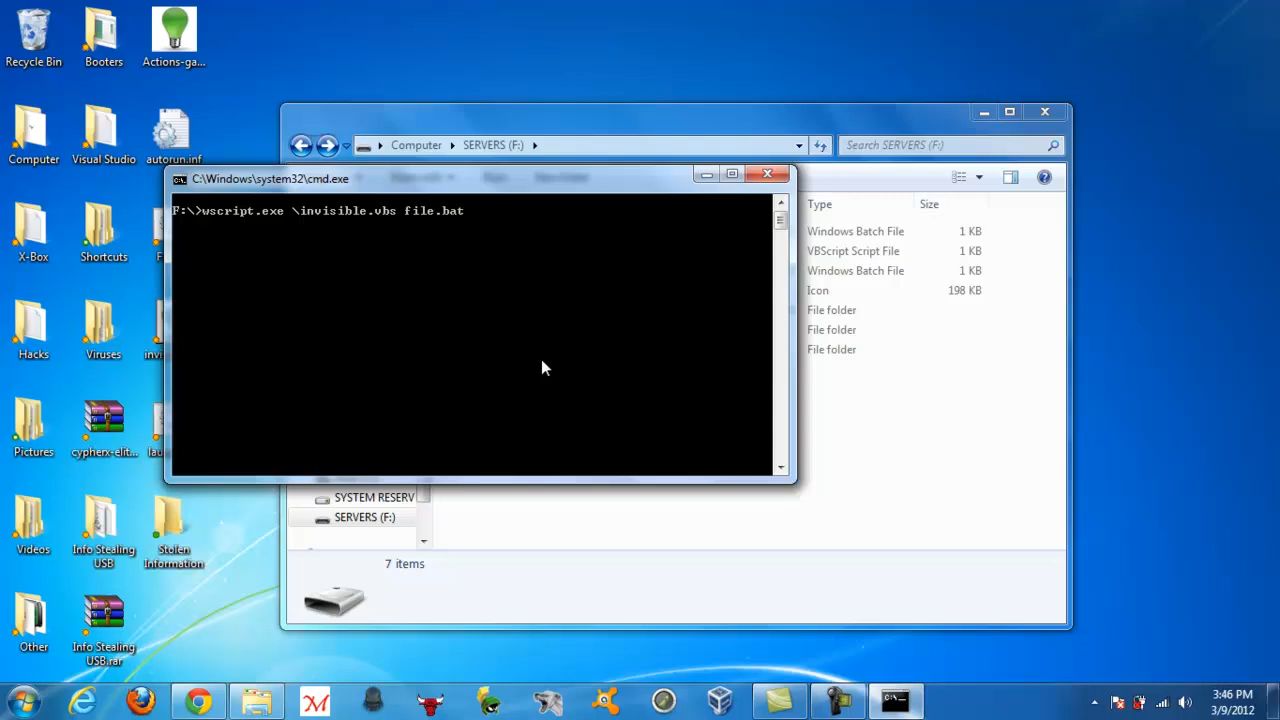 Recycle Bin
Booters
Actions-ga...
Computer
Visual Studio
autorun.inf
X-Box
Shortcuts
Hacks
Viruses
Pictures
cypherx-elit...
Videos
Info Stealing
USB
Stolen
Information
Other
Info Stealing
USB.rar
Computer
SERVERS (F:)
Search SERVERS (F:)
C:\Windows\system32\cmd.exe
F:\>wscript.exe \invisible.vbs file.bat
Type
Size
Windows Batch File
1 KB
VBScript Script File
1 KB
Windows Batch File
1 KB
Icon
198 KB
File folder
File folder
File folder
SYSTEM RESERV
SERVERS (F:)
7 items
3:46 PM
3/9/2012